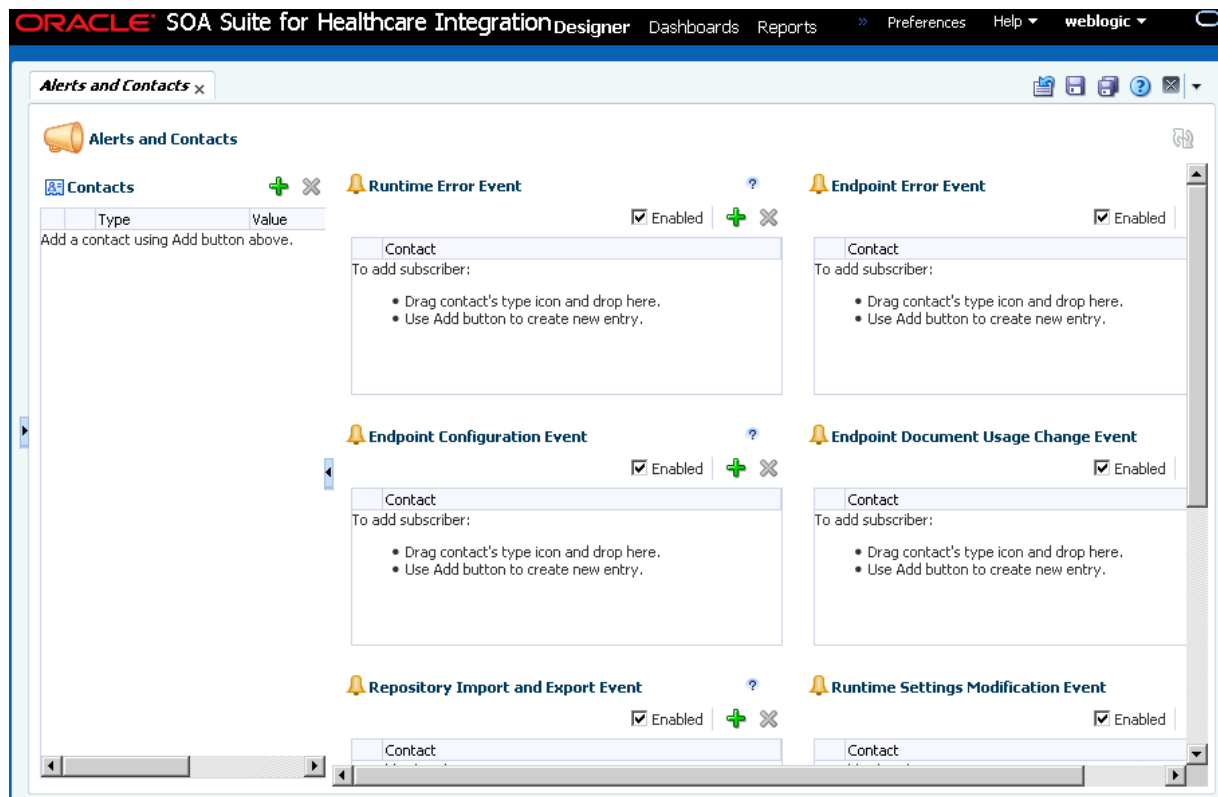 ORACLE® SOA Suite for Healthcare Integration Designer Dashboards Reports » Preferences Help weblogic
Alerts and Contacts x
Alerts and Contacts
Contacts
Type Value
Add a contact using Add button above.
Runtime Error Event ?
Enabled
Contact
To add subscriber:
• Drag contact's type icon and drop here.
• Use Add button to create new entry.
Endpoint Error Event
Enabled
Contact
To add subscriber:
• Drag contact's type icon and drop here.
• Use Add button to create new entry.
Endpoint Configuration Event ?
Enabled
Contact
To add subscriber:
• Drag contact's type icon and drop here.
• Use Add button to create new entry.
Endpoint Document Usage Change Event
Enabled
Contact
To add subscriber:
• Drag contact's type icon and drop here.
• Use Add button to create new entry.
Repository Import and Export Event ?
Enabled
Contact
Runtime Settings Modification Event
Enabled
Contact